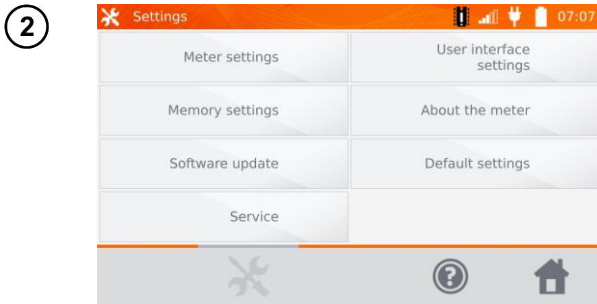 2
Settings
07:07
Meter settings
User interface
settings
Memory settings
About the meter
Software update
Default settings
Service
?